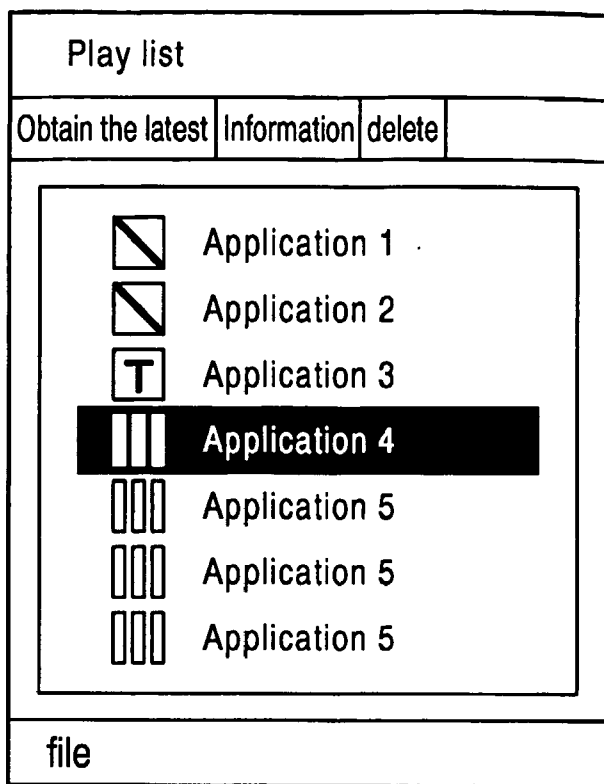 Play list
Obtain the latest Information delete
Application 1
Application 2
T Application 3
Application 4
Application 5
Application 5
Application 5
file